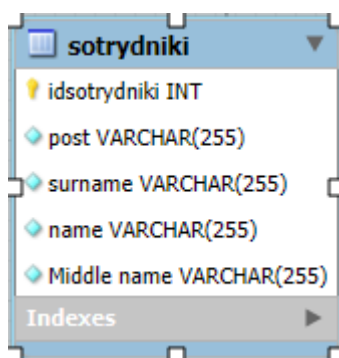 sotrydniki
idsotrydniki INT
post VARCHAR(255)
surname VARCHAR(255)
name VARCHAR(255)
Middle name VARCHAR(255)
Indexes